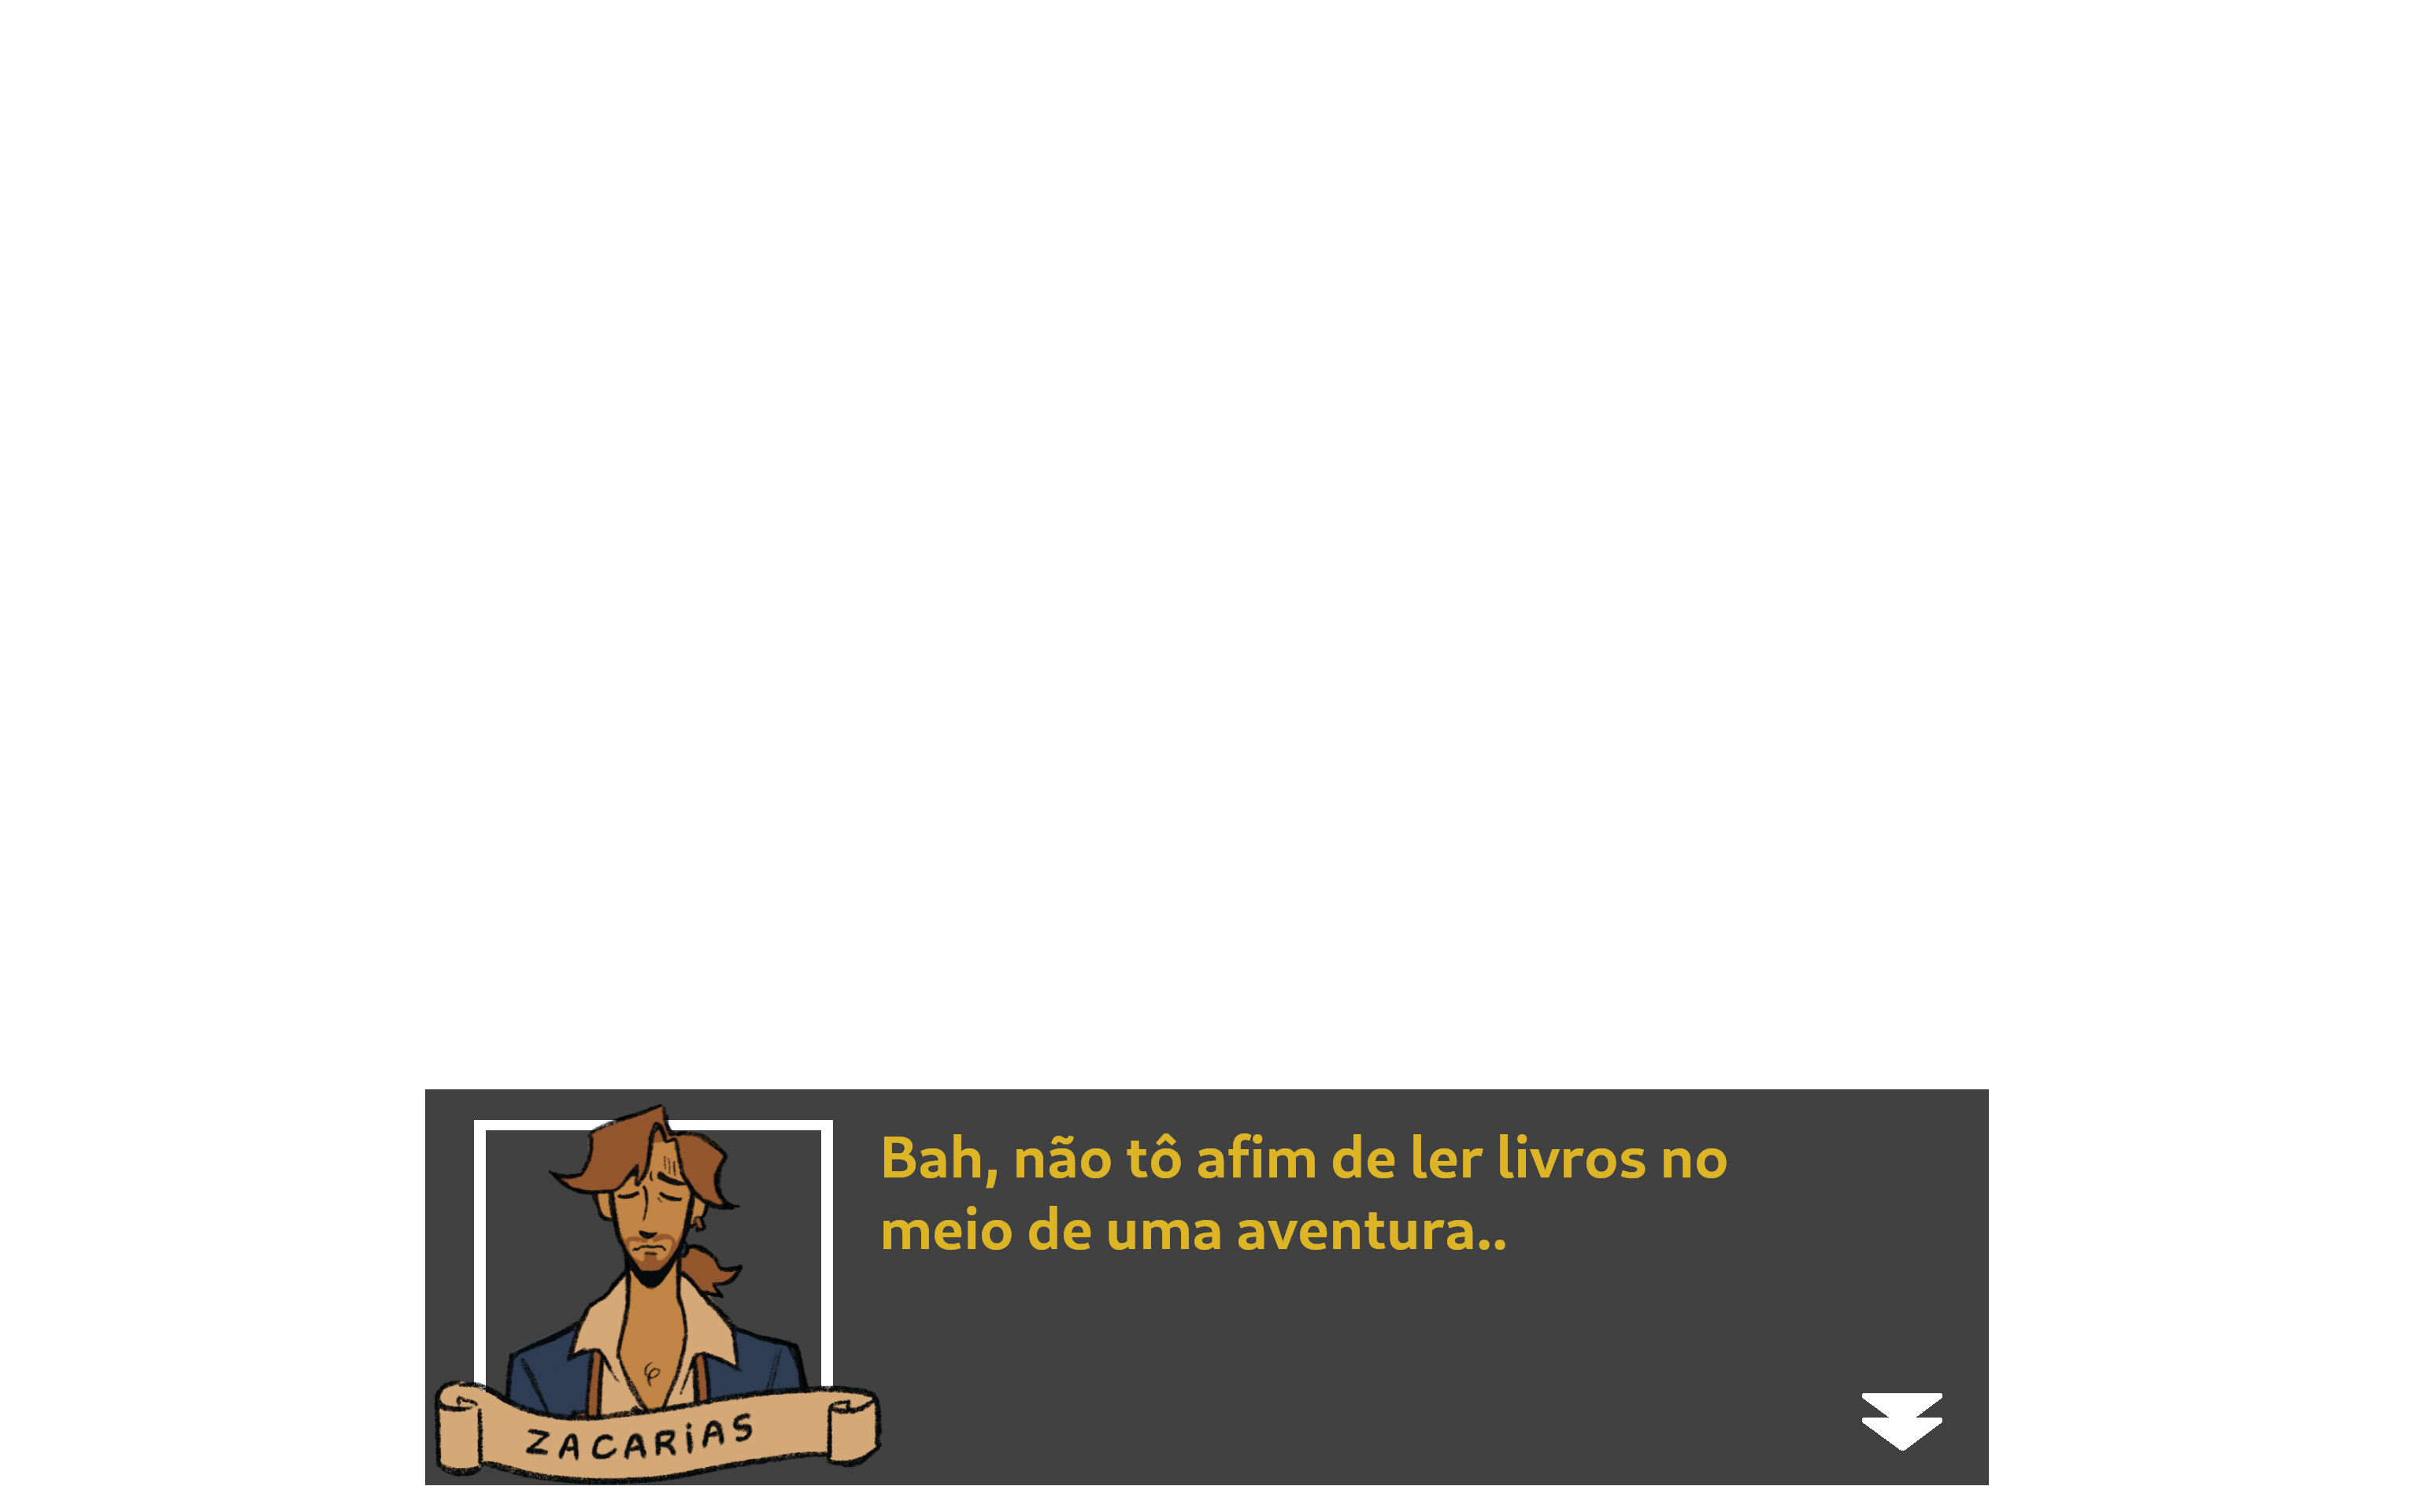 Bah, não tô afim de ler livros no
meio de uma aventura..
ZACARiAS